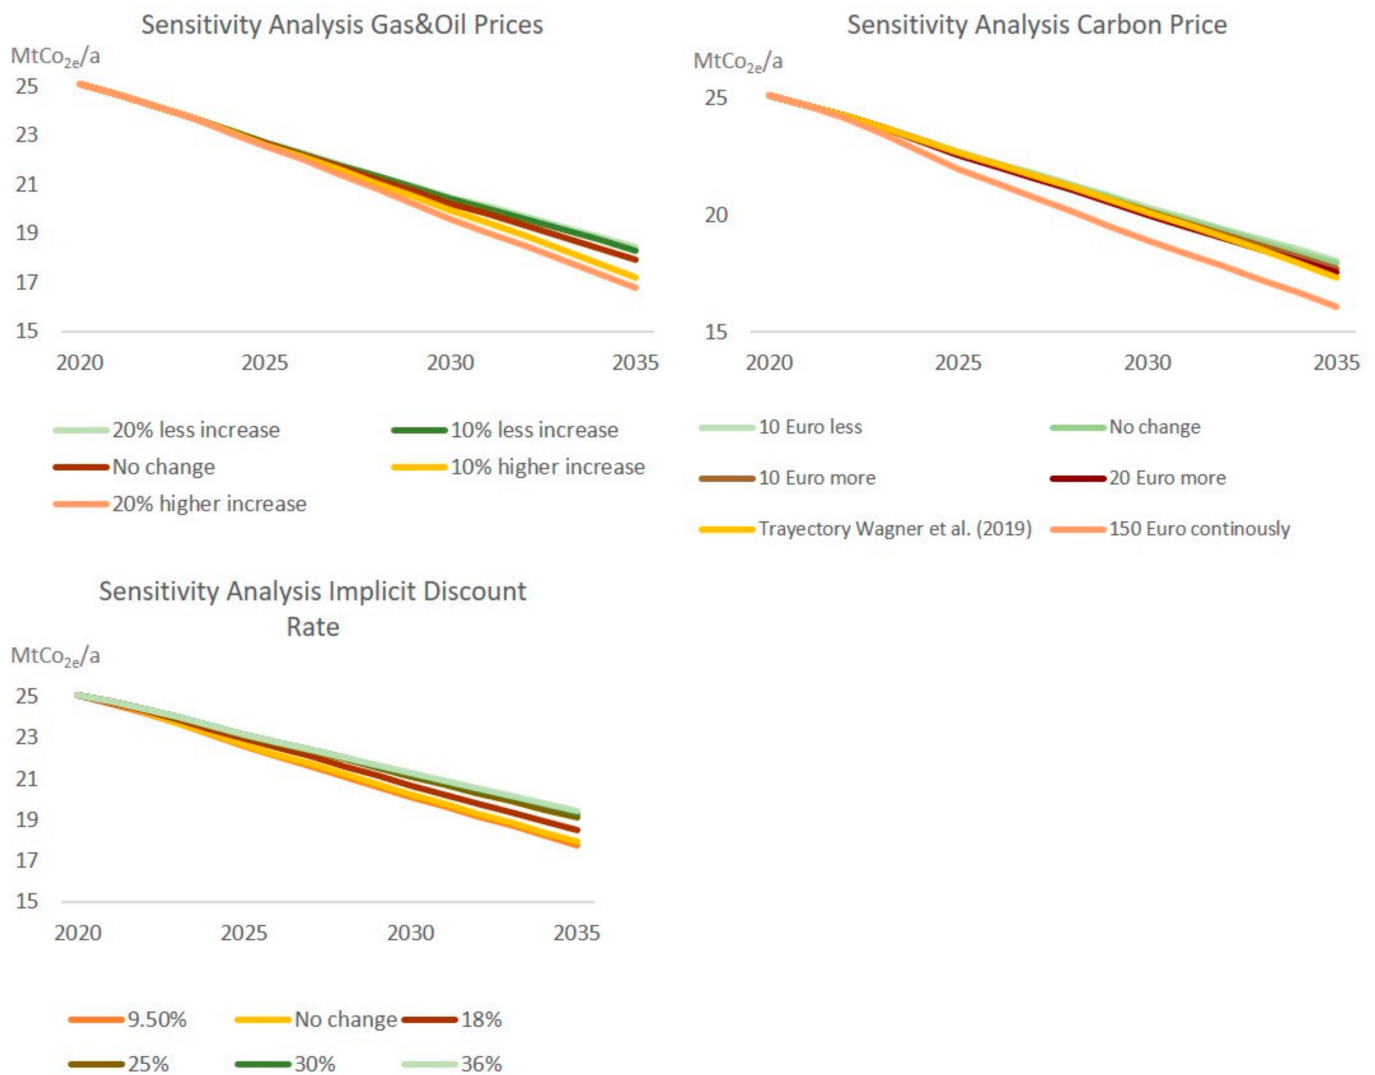 Sensitivity Analysis Gas&Oil Prices
MtCo2e/a
25
23
21
19
17
15
2020 2025 2030 2035
20% less increase 10% less increase
No change 10% higher increase
20% higher increase
Sensitivity Analysis Carbon Price
MtCo2e/a
25
20
15
2020 2025 2030 2035
10 Euro less No change
10 Euro more 20 Euro more
Trayectory Wagner et al. (2019) 150 Euro continously
Sensitivity Analysis Implicit Discount
Rate
MtCo2e/a
25
23
21
19
17
15
2020 2025 2030 2035
9.50% No change 18%
25% 30% 36%